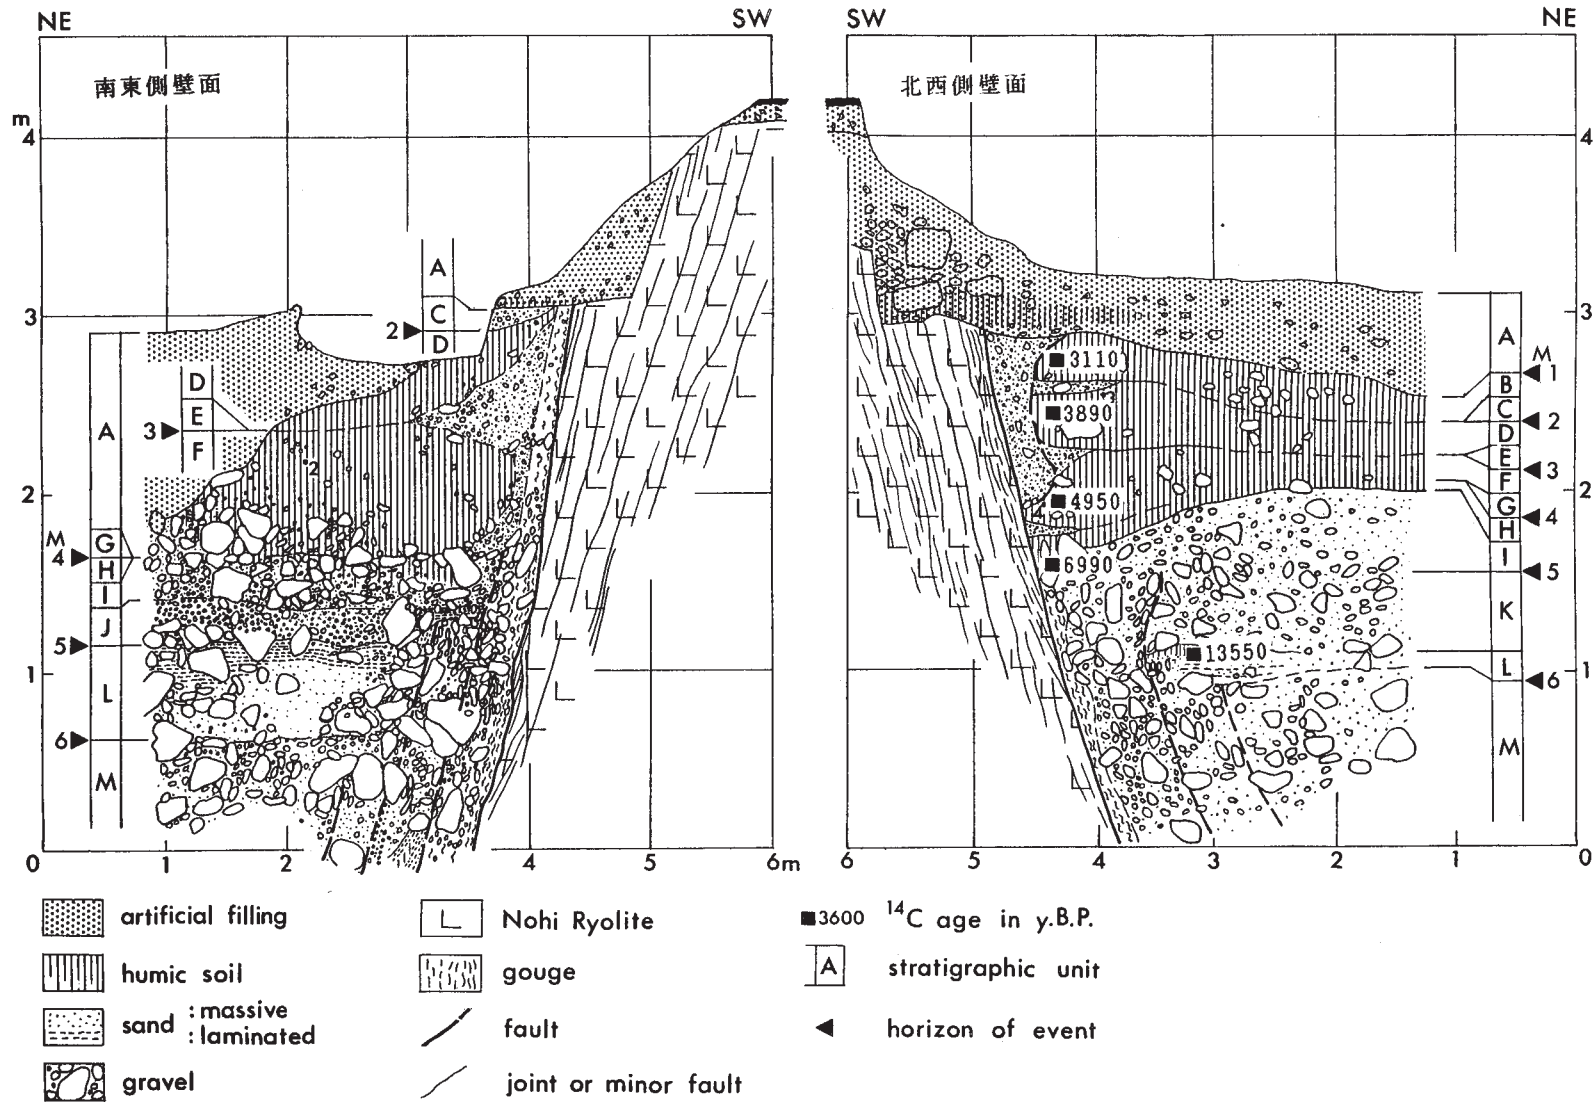 NE SW
南東側壁面
m
4
3
2
1
0
A
C
2 D
D
E
3 F
A
2
M
G
4
H
I
J
5
L
6
M
0 1 2 3 4 5 6m
SW NE
北西側壁面
4
3
2
1
3110
3890
4950
6990
13550
A
M
1
B
C
2
D
E
3
F
G
4
H
I
5
K
L
6
M
6 5 4 3 2 1 0
artificial filling
humic soil
sand : massive
: laminated
gravel
Nohi Ryolite
gouge
fault
joint or minor fault
3600 14C age in y.B.P.
A stratigraphic unit
horizon of event